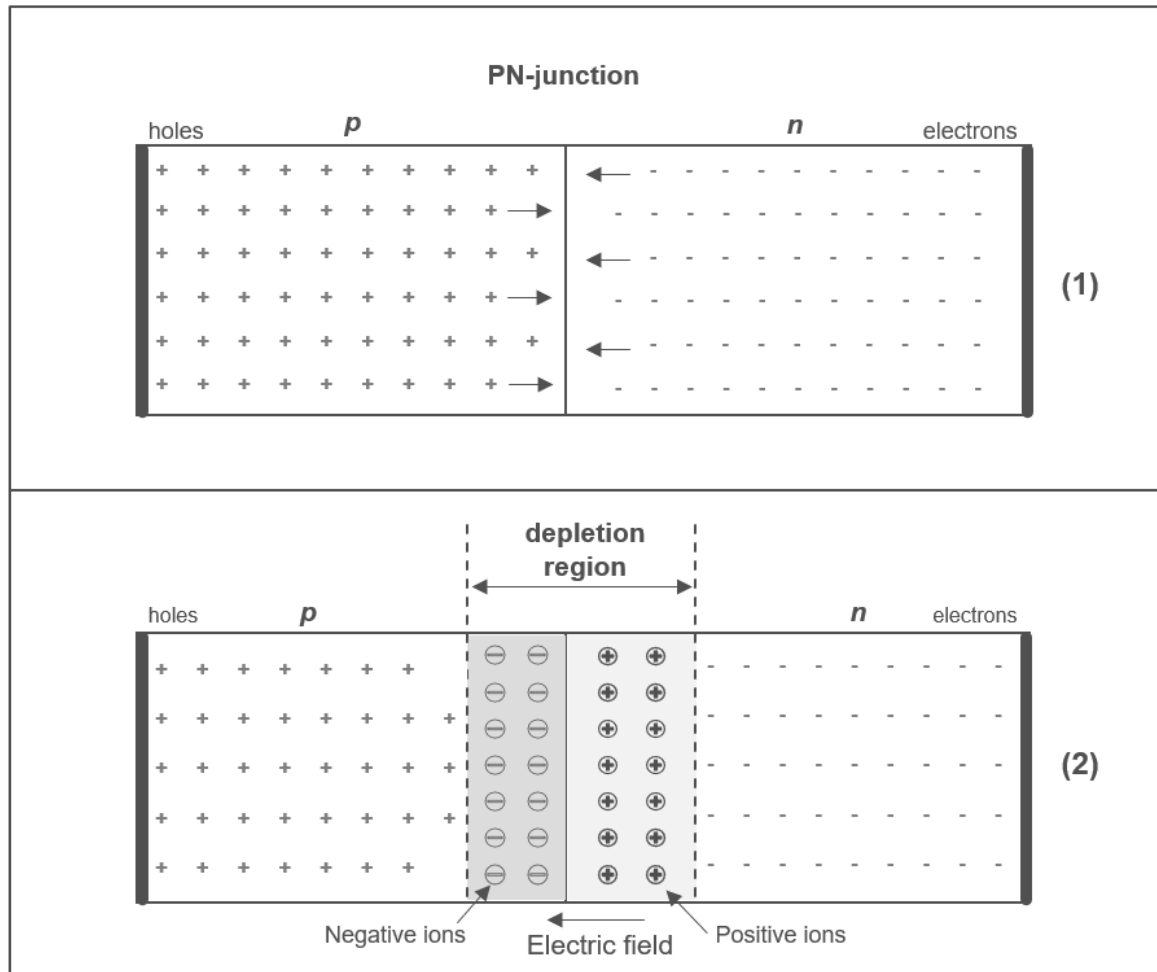 PN-junction
holes
p
n
electrons
(1)
depletion
region
holes
p
n
electrons
(2)
Negative ions
Electric field
Positive ions